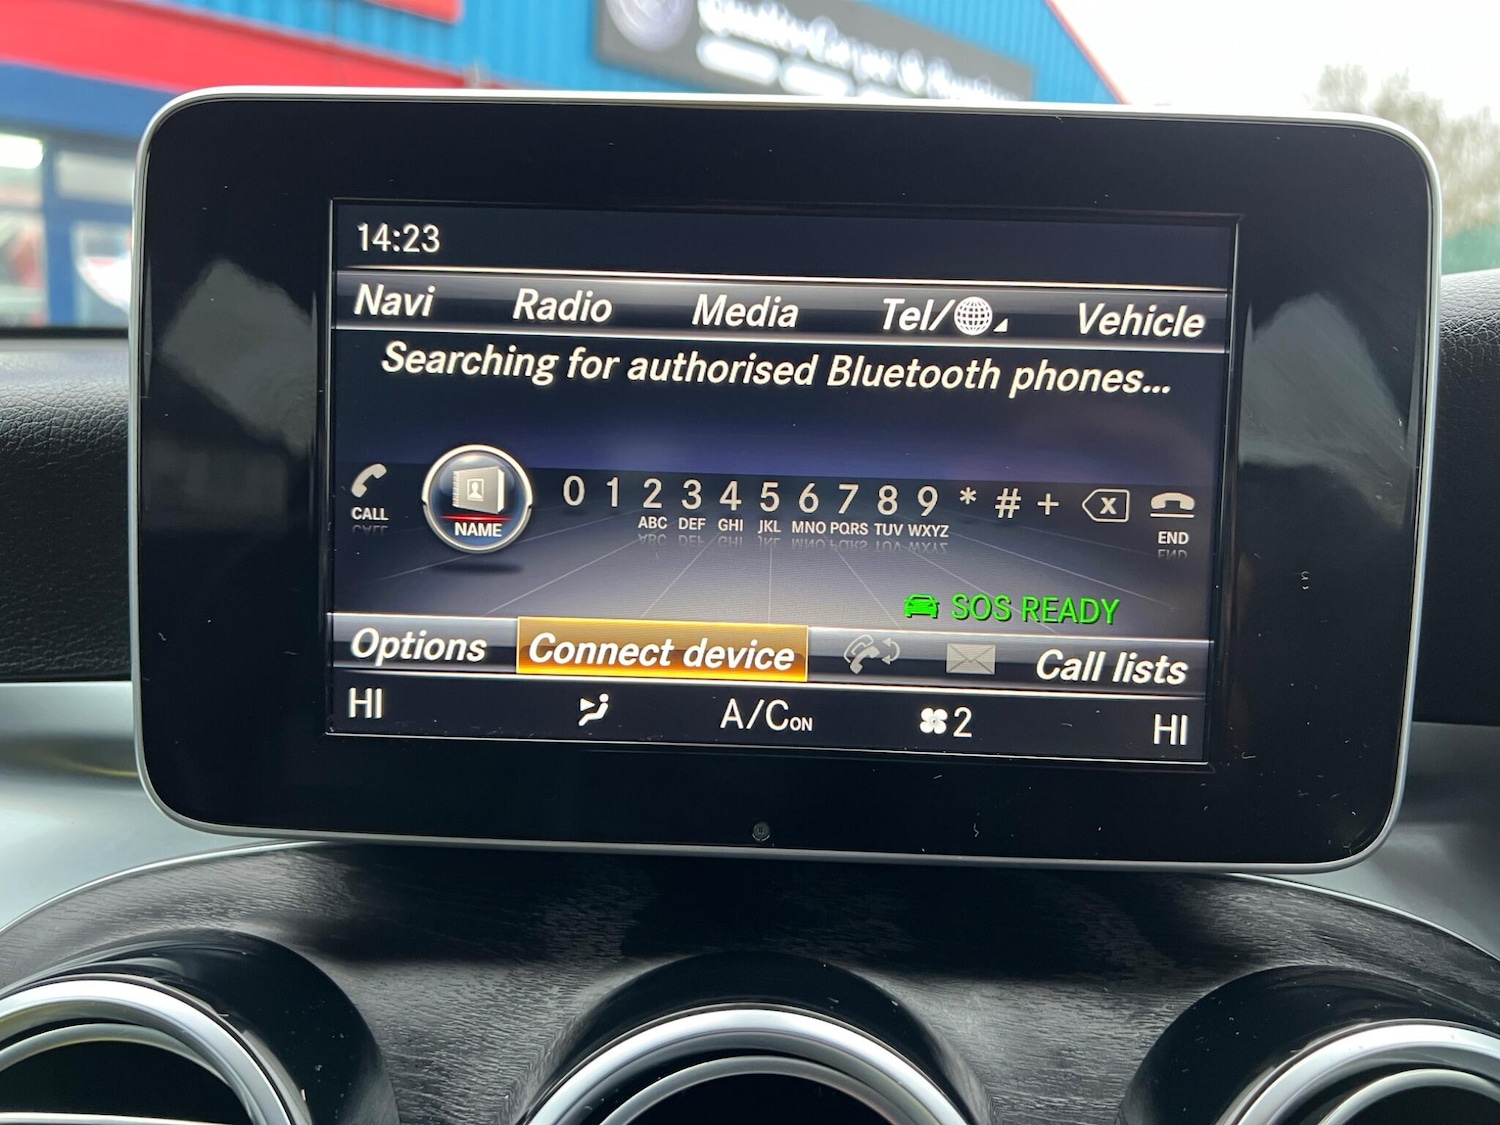 14:23
Navi Radio Media Tel/ Vehicle
Searching for authorised Bluetooth phones...
CALL NAME 0 1 2 3 4 5 6 7 8 9 * # + X END
ABC DEF GHI JKL MNO PQRS TUV WXYZ
SOS READY
Options Connect device Call lists
HI A/C ON 2 HI